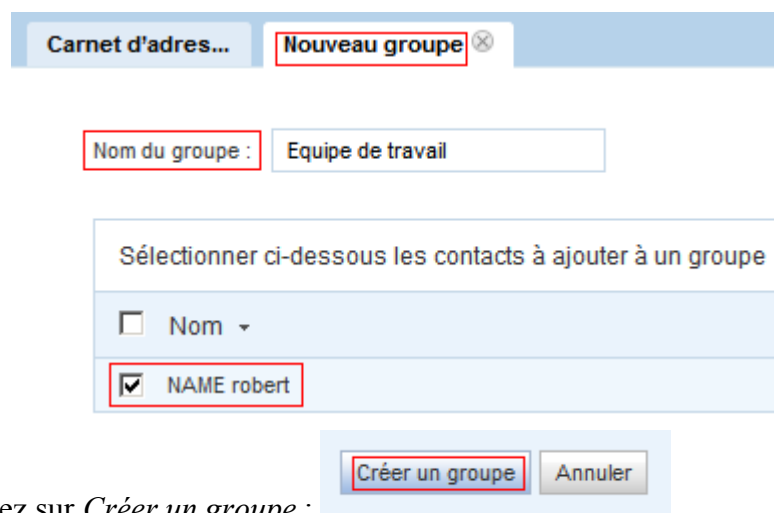 Carnet d'adres... Nouveau groupe
Nom du groupe : Equipe de travail
Sélectionner ci-dessous les contacts à ajouter à un groupe
Nom
NAME robert
Créer un groupe Annuler
sur Créer un groupe :